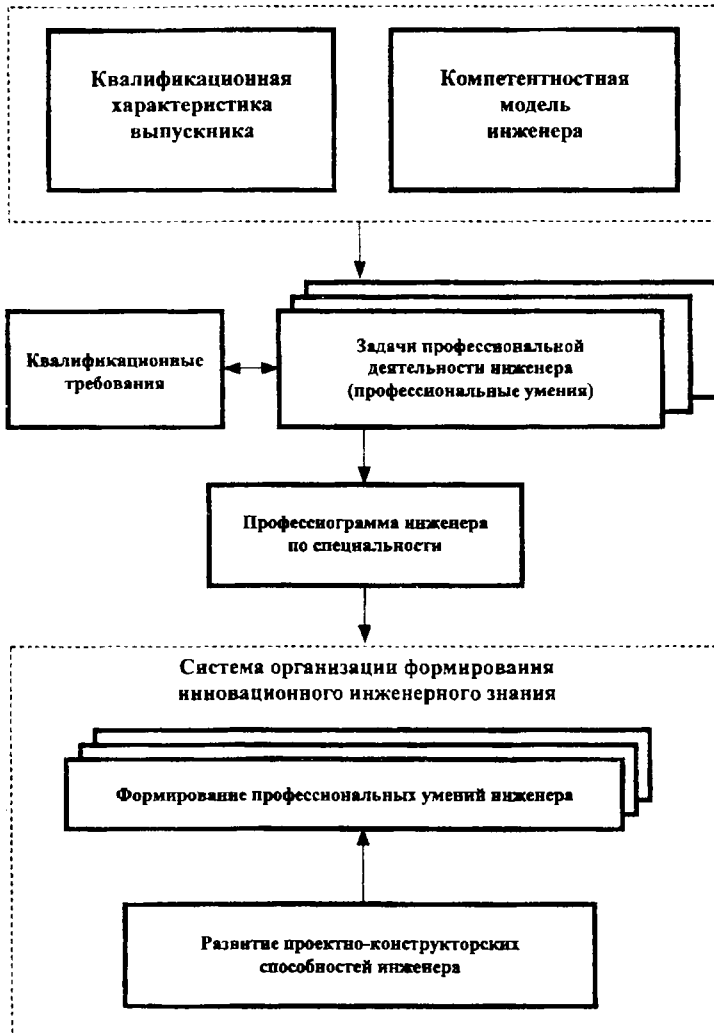 Квалификационная
характеристика
выпускника
Компетентностная
модель
инженера
Квалификационные
требования
Задачи профессиональной
деятельности инженера
(профессиональные умения)
Профессиограмма инженера
по специальности
Система организации формирования
инновационного инженерного знания
Формирование профессиональных умений инженера
Развитие проектно-конструкторских
способностей инженера